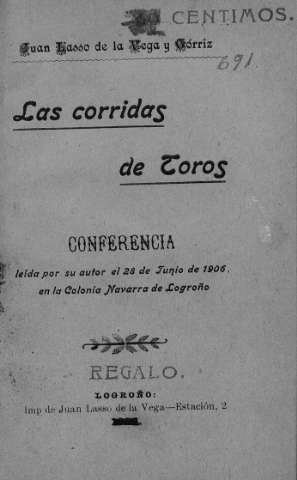 CENTIMOS.
Juan Lasso de la Vega y Górriz
691.
Las corridas
de Toros
CONFERENCIA
leída por su autor el 28 de Junio de 1906,
en la Colonia Navarra de Logroño
REGALO.
LOGROÑO:
Imp de Juan Lasso de la Vega—Estación, 2